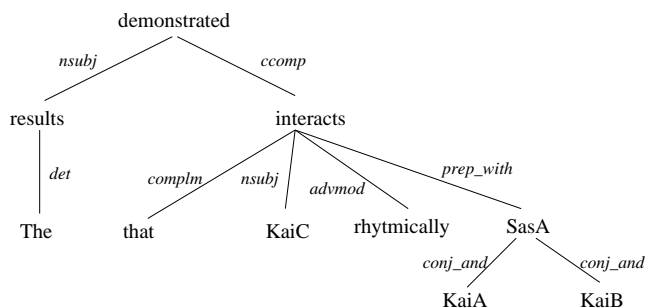 demonstrated
nsubj ccomp
results interacts
det complm nsubj advmod prep_with
The that KaiC rhytmically SasA
conj_and conj_and
KaiA KaiB